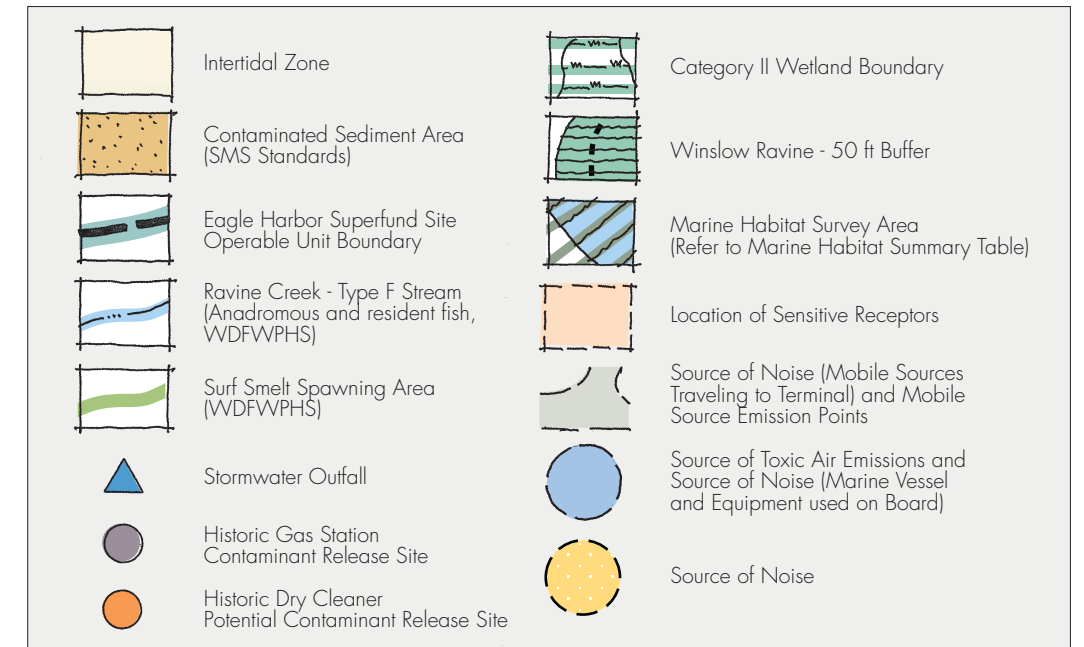 Intertidal Zone
Contaminated Sediment Area
(SMS Standards)
Eagle Harbor Superfund Site
Operable Unit Boundary
Ravine Creek - Type F Stream
(Anadromous and resident fish,
WDFWPHS)
Surf Smelt Spawning Area
(WDFWPHS)
Stormwater Outfall
Historic Gas Station
Contaminant Release Site
Historic Dry Cleaner
Potential Contaminant Release Site
Category II Wetland Boundary
Winslow Ravine - 50 ft Buffer
Marine Habitat Survey Area
(Refer to Marine Habitat Summary Table)
Location of Sensitive Receptors
Source of Noise (Mobile Sources
Traveling to Terminal) and Mobile
Source Emission Points
Source of Toxic Air Emissions and
Source of Noise (Marine Vessel
and Equipment used on Board)
Source of Noise